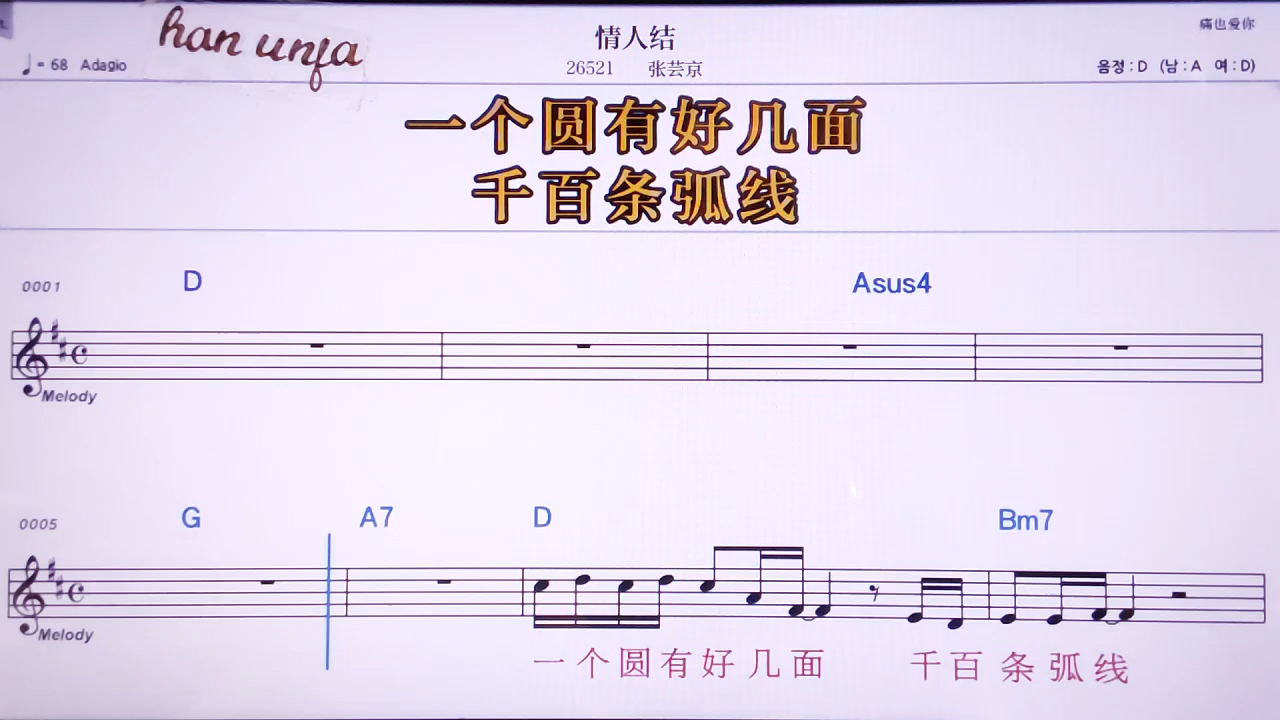 han unja
情人结
痛也爱你
♩= 68 Adagio
26521 张芸京
음정 : D (남 : A 여 : D)
一个圆有好几面
千百条弧线
0001
D
Asus4
Melody
0005
G
A7
D
Bm7
Melody
一个圆有好几面 千百条弧线